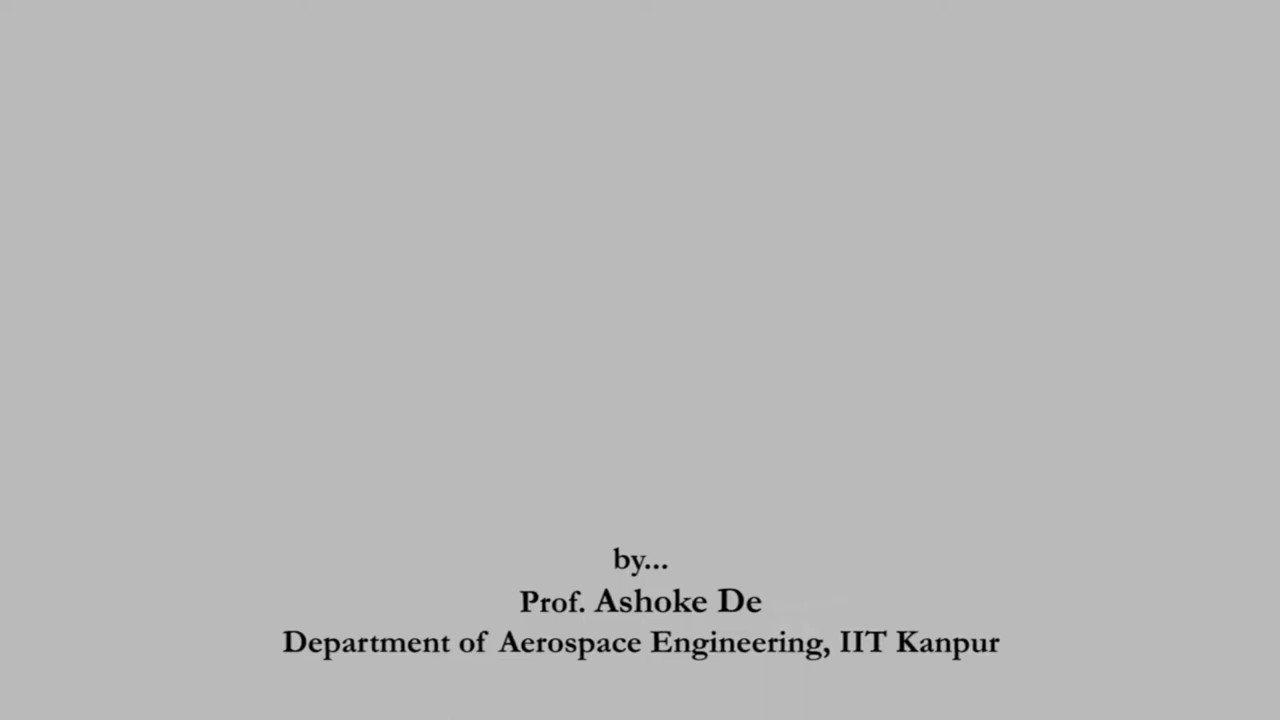 by...
Prof. Ashoke De
Department of Aerospace Engineering, IIT Kanpur